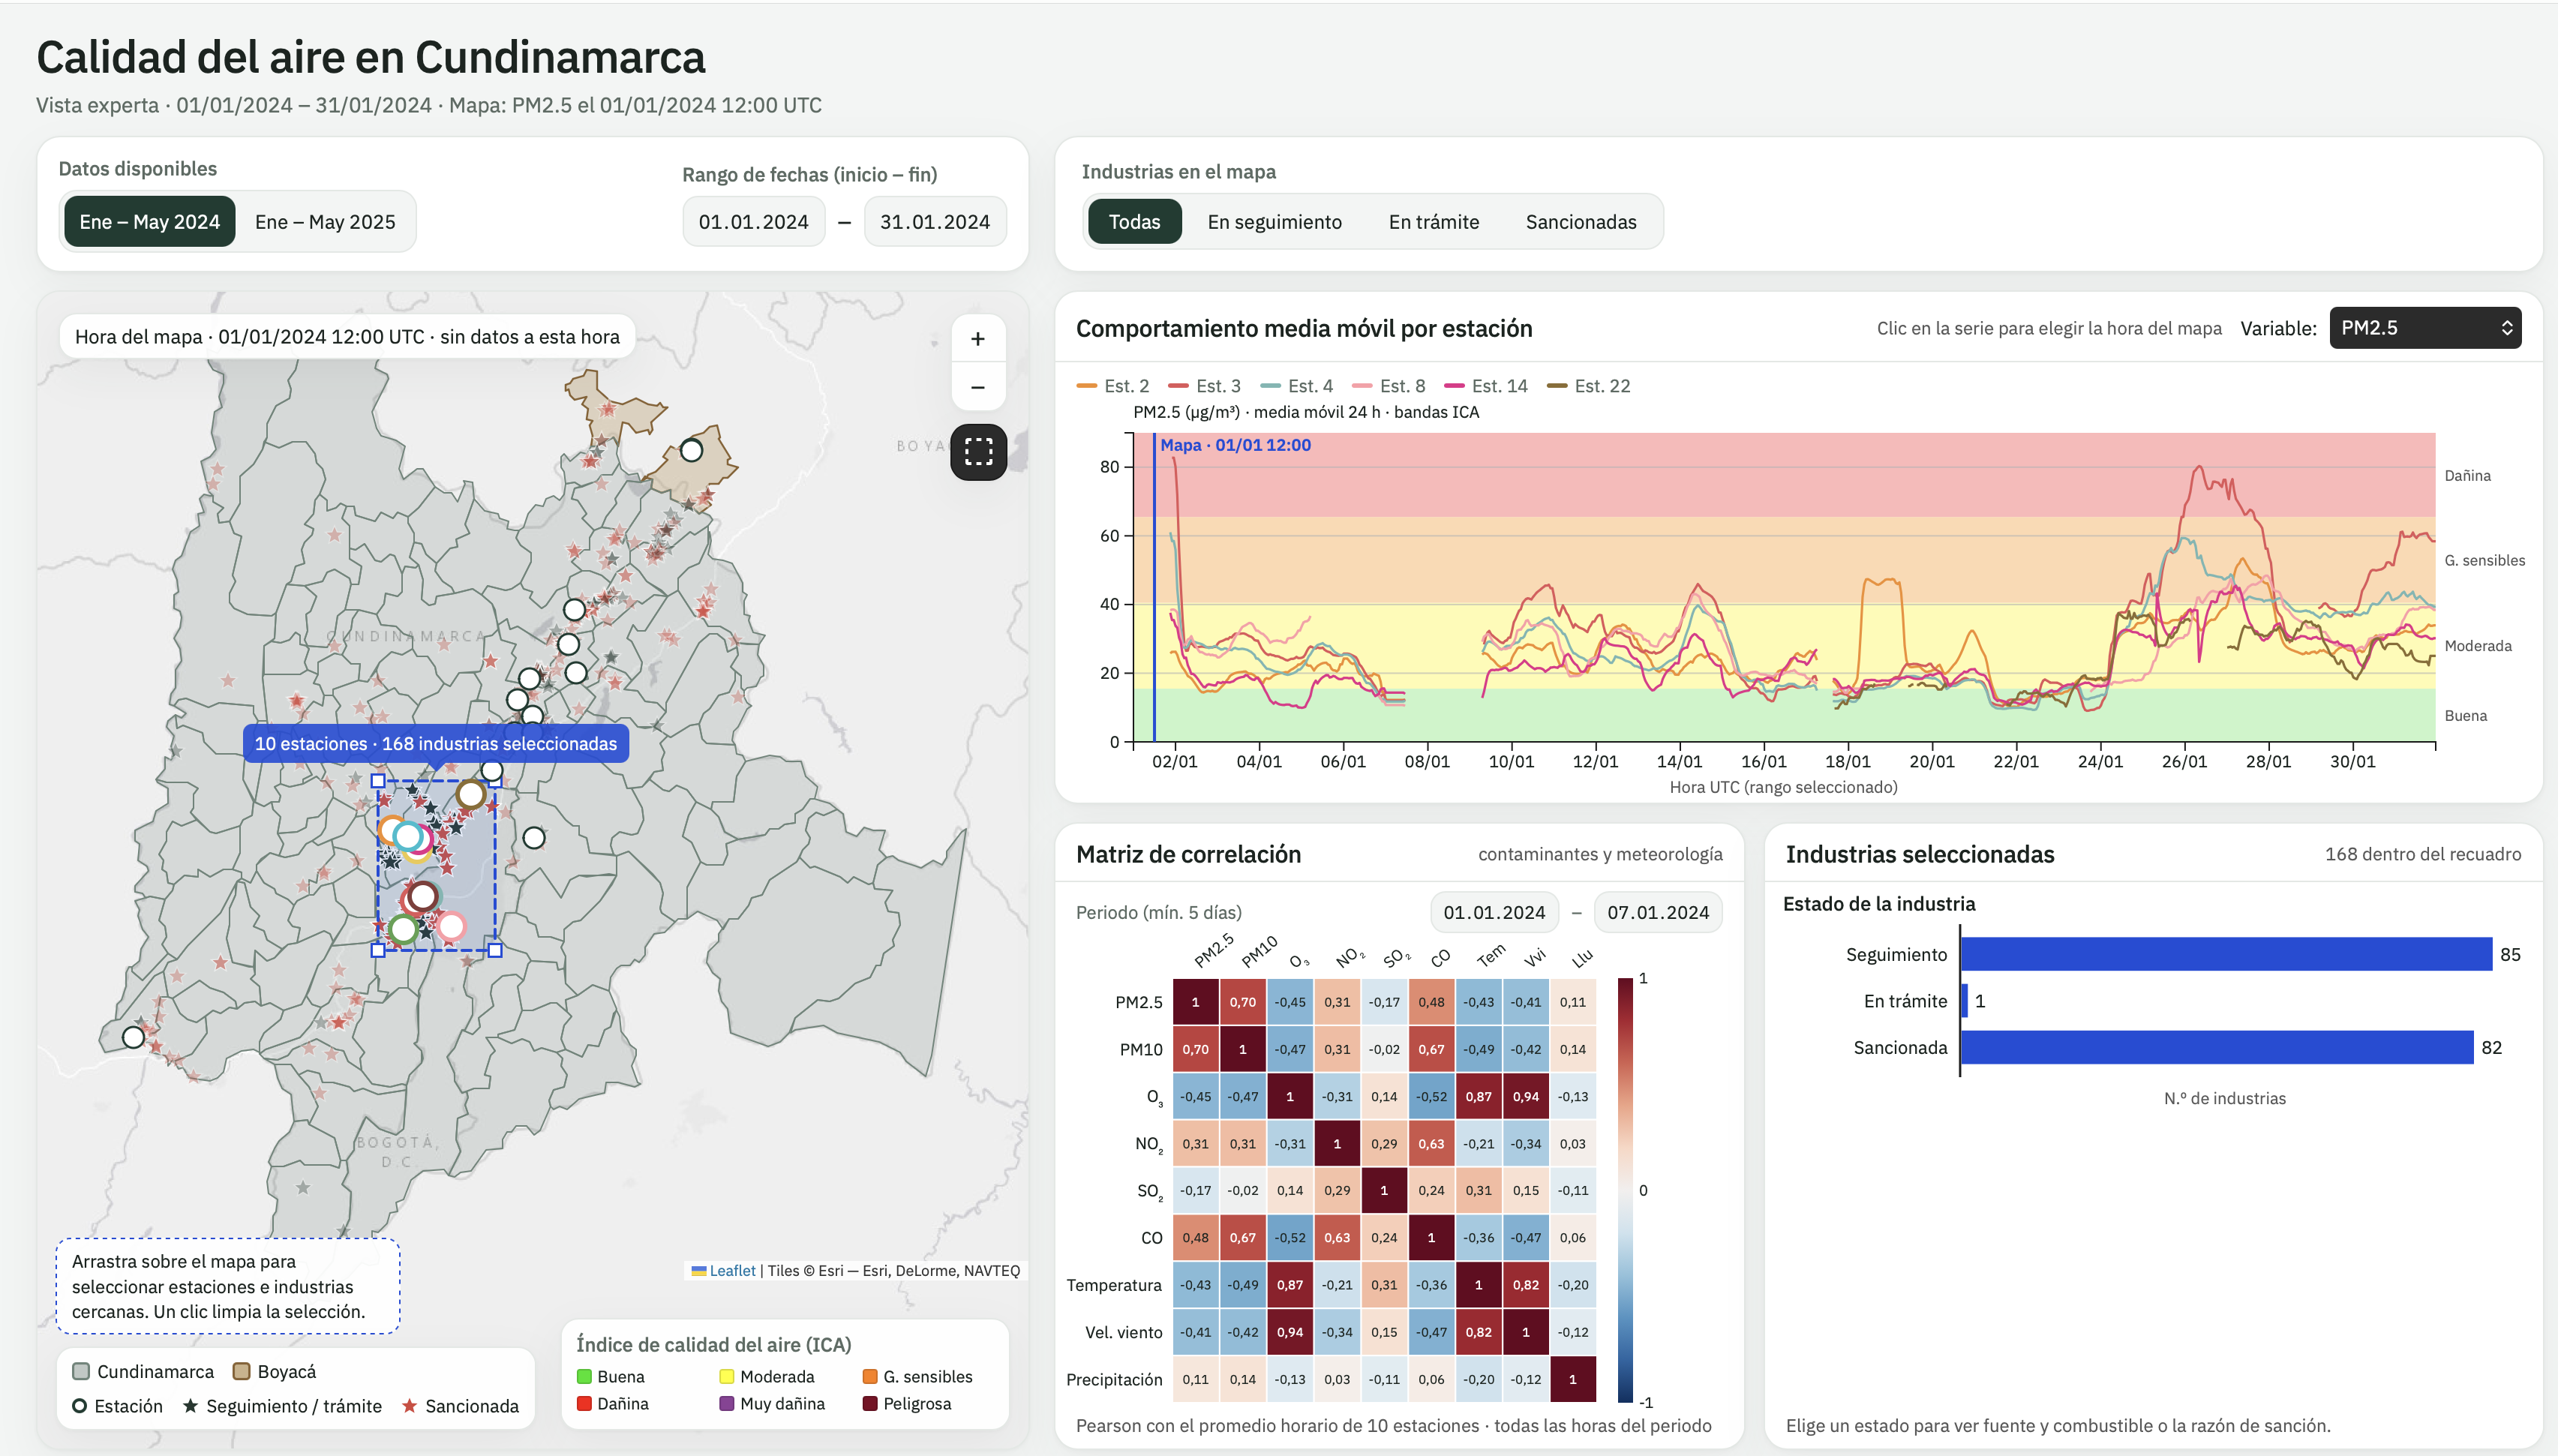 Calidad del aire en Cundinamarca
Vista experta · 01/01/2024 – 31/01/2024 · Mapa: PM2.5 el 01/01/2024 12:00 UTC
Datos disponibles
Ene – May 2024 Ene – May 2025
Rango de fechas (inicio – fin)
01.01.2024 – 31.01.2024
Industrias en el mapa
Todas En seguimiento En trámite Sancionadas
Hora del mapa · 01/01/2024 12:00 UTC · sin datos a esta hora
+
−
BOYA
CUNDINAMARCA
10 estaciones · 168 industrias seleccionadas
BOGOTÁ,
D.C.
Leaflet | Tiles © Esri — Esri, DeLorme, NAVTEQ
Arrastra sobre el mapa para
seleccionar estaciones e industrias
cercanas. Un clic limpia la selección.
Cundinamarca Boyacá
Estación Seguimiento / trámite Sancionada
Índice de calidad del aire (ICA)
Buena Moderada G. sensibles
Dañina Muy dañina Peligrosa
Comportamiento media móvil por estación
Clic en la serie para elegir la hora del mapa Variable: PM2.5
Est. 2 Est. 3 Est. 4 Est. 8 Est. 14 Est. 22
PM2.5 (µg/m³) · media móvil 24 h · bandas ICA
Mapa · 01/01 12:00
80
60
40
20
0
Dañina
G. sensibles
Moderada
Buena
02/01 04/01 06/01 08/01 10/01 12/01 14/01 16/01 18/01 20/01 22/01 24/01 26/01 28/01 30/01
Hora UTC (rango seleccionado)
Matriz de correlación
contaminantes y meteorología
Periodo (mín. 5 días)
01.01.2024 – 07.01.2024
PM2.5 PM10 O₃ NO₂ SO₂ CO Tem Vvi Llu
PM2.5 1 0,70 -0,45 0,31 -0,17 0,48 -0,43 -0,41 0,11
PM10 0,70 1 -0,47 0,31 -0,02 0,67 -0,49 -0,42 0,14
O₃ -0,45 -0,47 1 -0,31 0,14 -0,52 0,87 0,94 -0,13
NO₂ 0,31 0,31 -0,31 1 0,29 0,63 -0,21 -0,34 0,03
SO₂ -0,17 -0,02 0,14 0,29 1 0,24 0,31 0,15 -0,11
CO 0,48 0,67 -0,52 0,63 0,24 1 -0,36 -0,47 0,06
Temperatura -0,43 -0,49 0,87 -0,21 0,31 -0,36 1 0,82 -0,20
Vel. viento -0,41 -0,42 0,94 -0,34 0,15 -0,47 0,82 1 -0,12
Precipitación 0,11 0,14 -0,13 0,03 -0,11 0,06 -0,20 -0,12 1
1
0
-1
Pearson con el promedio horario de 10 estaciones · todas las horas del periodo
Industrias seleccionadas
168 dentro del recuadro
Estado de la industria
Seguimiento 85
En trámite 1
Sancionada 82
N.º de industrias
Elige un estado para ver fuente y combustible o la razón de sanción.